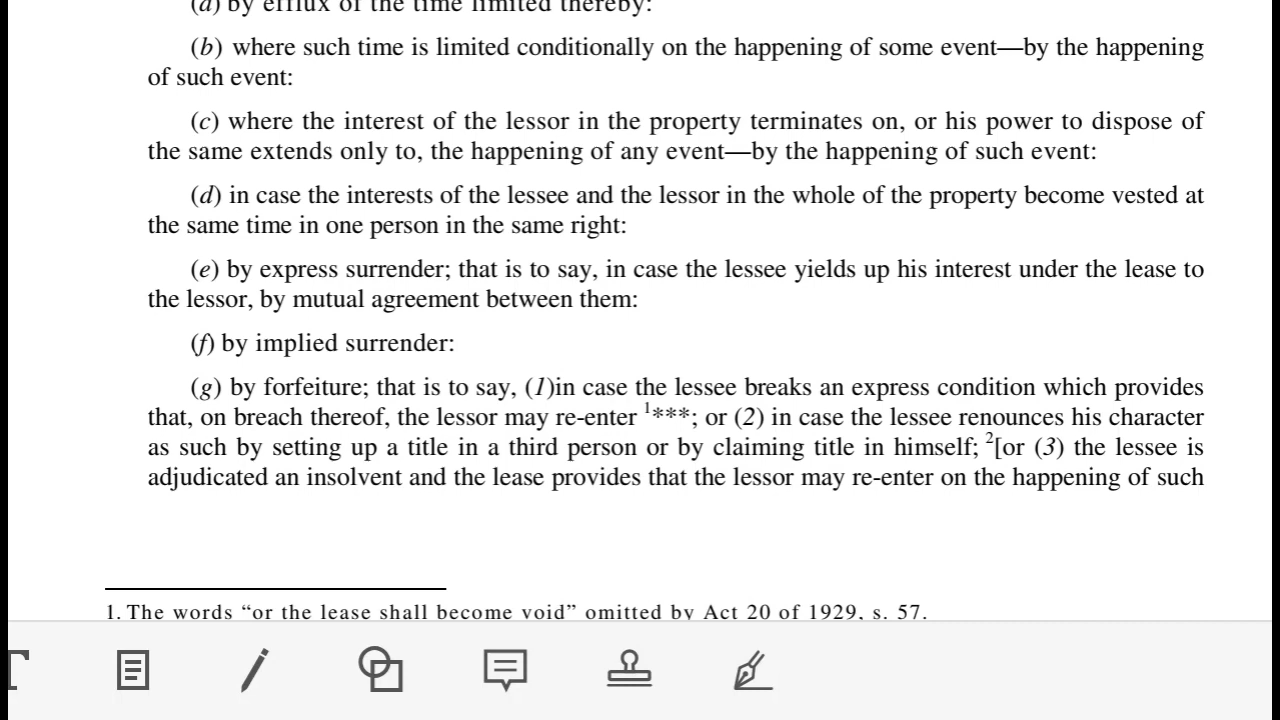 (a) by efflux of the time limited thereby:
(b) where such time is limited conditionally on the happening of some event—by the happening
of such event:
(c) where the interest of the lessor in the property terminates on, or his power to dispose of
the same extends only to, the happening of any event—by the happening of such event:
(d) in case the interests of the lessee and the lessor in the whole of the property become vested at
the same time in one person in the same right:
(e) by express surrender; that is to say, in case the lessee yields up his interest under the lease to
the lessor, by mutual agreement between them:
(f) by implied surrender:
(g) by forfeiture; that is to say, (1)in case the lessee breaks an express condition which provides
that, on breach thereof, the lessor may re-enter 1***; or (2) in case the lessee renounces his character
as such by setting up a title in a third person or by claiming title in himself; 2[or (3) the lessee is
adjudicated an insolvent and the lease provides that the lessor may re-enter on the happening of such
1. The words “or the lease shall become void” omitted by Act 20 of 1929, s. 57.
T